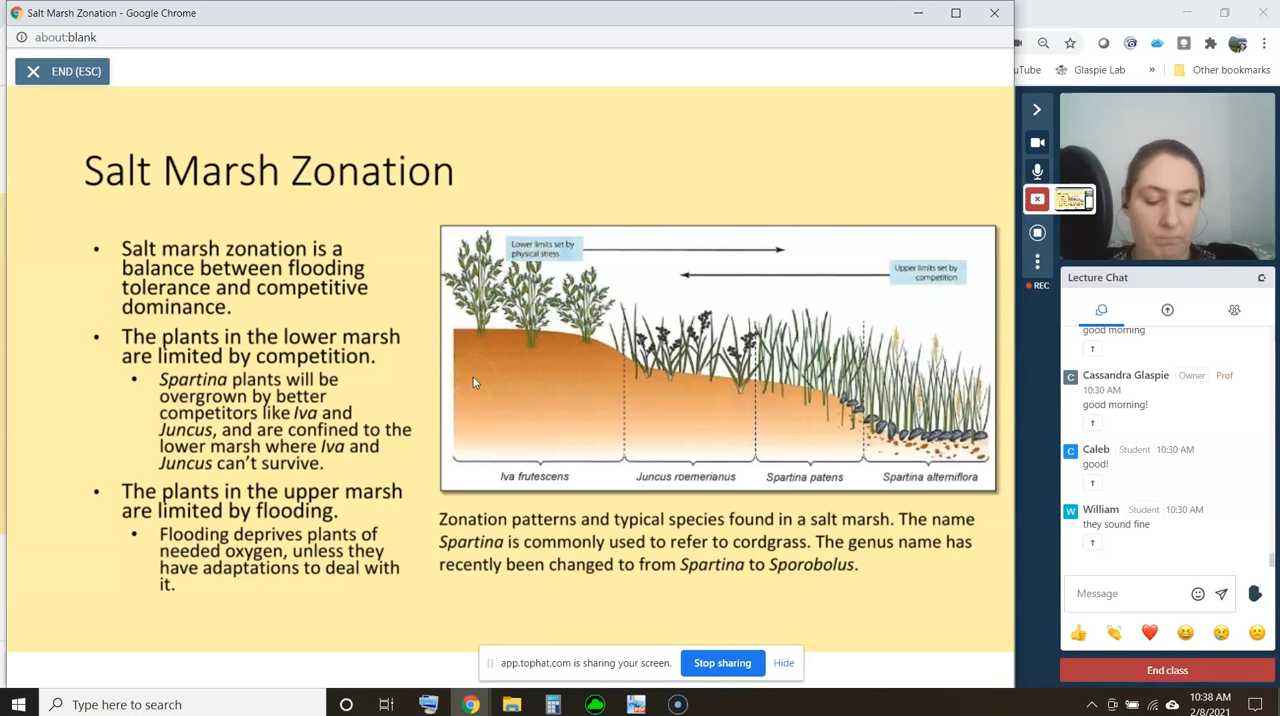 Salt Marsh Zonation - Google Chrome
about:blank
END (ESC)
uTube
Glaspie Lab
»
Other bookmarks
Salt Marsh Zonation
• Salt marsh zonation is a
balance between flooding
tolerance and competitive
dominance.
• The plants in the lower marsh
are limited by competition.
• Spartina plants will be
overgrown by better
competitors like Iva and
Juncus, and are confined to the
lower marsh where Iva and
Juncus can't survive.
• The plants in the upper marsh
are limited by flooding.
• Flooding deprives plants of
needed oxygen, unless they
have adaptations to deal with
it.
Lower limits set by
physical stress
Upper limits set by
competition
Iva frutescens
Juncus roemerianus
Spartina patens
Spartina alterniflora
Zonation patterns and typical species found in a salt marsh. The name
Spartina is commonly used to refer to cordgrass. The genus name has
recently been changed to from Spartina to Sporobolus.
app.tophat.com is sharing your screen.
Stop sharing
Hide
REC
Lecture Chat
good morning
C
Cassandra Glaspie Owner Prof
10:30 AM
good morning!
C
Caleb Student 10:30 AM
good!
W
William Student 10:30 AM
they sound fine
Message
End class
Type here to search
10:38 AM
2/8/2021